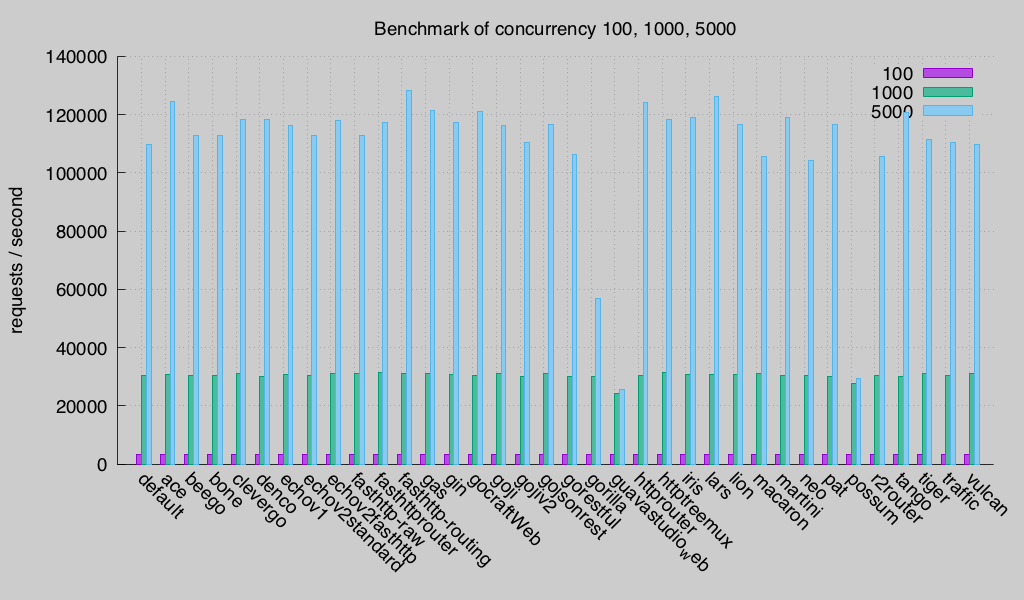 Benchmark of concurrency 100, 1000, 5000
requests / second
140000
120000
100000
80000
60000
40000
20000
0
100
1000
5000
default
ace
beego
bone
clevergo
denco
echov1
echov2standard
echov2fasthttp
fasthttp-raw
fasthttprouter
fasthttp-routing
gas
gin
gocraftWeb
goji
gojiv2
gojsonrest
gorestful
gorilla
guavastudioweb
httprouter
httptreemux
iris
lars
lion
macaron
martini
neo
pat
possum
r2router
tango
tiger
traffic
vulcan